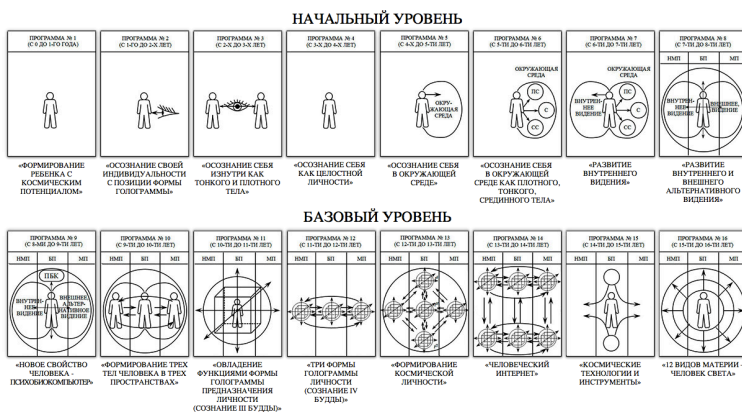 НАЧАЛЬНЫЙ УРОВЕНЬ
ПРОГРАММА № 1
(С 0 ДО 1-ГО ГОДА)
«ФОРМИРОВАНИЕ
РЕБЕНКА С
КОСМИЧЕСКИМ
ПОТЕНЦИАЛОМ»
ПРОГРАММА № 2
(С 1-ГО ДО 2-Х ЛЕТ)
«ОСОЗНАНИЕ СВОЕЙ
ИНДИВИДУАЛЬНОСТИ
С ПОЗИЦИИ ФОРМЫ
ГОЛОГРАММЫ»
ПРОГРАММА № 3
(С 2-Х ДО 3-Х ЛЕТ)
«ОСОЗНАНИЕ СЕБЯ
ИЗНУТРИ КАК
ТОНКОГО И ПЛОТНОГО
ТЕЛА»
ПРОГРАММА № 4
(С 3-Х ДО 4-Х ЛЕТ)
«ОСОЗНАНИЕ СЕБЯ
КАК ЦЕЛОСТНОЙ
ЛИЧНОСТИ»
ПРОГРАММА № 5
(С 4-Х ДО 5-ТИ ЛЕТ)
ОКРУ-
ЖАЮЩАЯ
СРЕДА
«ОСОЗНАНИЕ СЕБЯ
В ОКРУЖАЮЩЕЙ
СРЕДЕ»
ПРОГРАММА № 6
(С 5-ТИ ДО 6-ТИ ЛЕТ)
ОКРУЖАЮЩАЯ
СРЕДА
ПС
С
СС
«ОСОЗНАНИЕ СЕБЯ
В ОКРУЖАЮЩЕЙ
СРЕДЕ КАК ПЛОТНОГО,
ТОНКОГО,
СРЕДИННОГО ТЕЛА»
ПРОГРАММА № 7
(С 6-ТИ ДО 7-ТИ ЛЕТ)
ОКРУЖАЮЩАЯ
СРЕДА
ВНУТРЕН-
НЕЕ
ВИДЕНИЕ
ПС
С
СС
«РАЗВИТИЕ
ВНУТРЕННЕГО
ВИДЕНИЯ»
ПРОГРАММА № 8
(С 7-ТИ ДО 8-ТИ ЛЕТ)
НМП БП МП
ВНУТРЕН-
НЕЕ
ВИДЕНИЕ
ВНЕШНЕЕ,
ВИДЕНИЕ
«РАЗВИТИЕ
ВНУТРЕННЕГО И
ВНЕШНЕГО
АЛЬТЕРНАТИВНОГО
ВИДЕНИЯ»
БАЗОВЫЙ УРОВЕНЬ
ПРОГРАММА № 9
(С 8-МИ ДО 9-ТИ ЛЕТ)
НМП БП МП
ПБК
ВНУТРЕН-
НЕЕ
ВИДЕНИЕ
ВНЕШНЕЕ,
АЛЬТЕР-
НАТИВНОЕ
ВИДЕНИЕ
«НОВОЕ СВОЙСТВО
ЧЕЛОВЕКА -
ПСИХОБИОКОМПЬЮТЕР»
ПРОГРАММА № 10
(С 9-ТИ ДО 10-ТИ ЛЕТ)
НМП БП МП
«ФОРМИРОВАНИЕ ТРЕХ
ТЕЛ ЧЕЛОВЕКА В ТРЕХ
ПРОСТРАНСТВАХ»
ПРОГРАММА № 11
(С 10-ТИ ДО 11-ТИ ЛЕТ)
НМП БП МП
«ОВЛАДЕНИЕ
ФУНКЦИЯМИ ФОРМЫ
ГОЛОГРАММЫ
ПРЕДНАЗНАЧЕНИЯ
ЛИЧНОСТИ
(СОЗНАНИЕ III БУДДЫ)»
ПРОГРАММА № 12
(С 11-ТИ ДО 12-ТИ ЛЕТ)
НМП БП МП
«ТРИ ФОРМЫ
ГОЛОГРАММЫ
ЛИЧНОСТИ
(СОЗНАНИЕ IV
БУДДЫ)»
ПРОГРАММА № 13
(С 12-ТИ ДО 13-ТИ ЛЕТ)
НМП БП МП
«ФОРМИРОВАНИЕ
КОСМИЧЕСКОЙ
ЛИЧНОСТИ»
ПРОГРАММА № 14
(С 13-ТИ ДО 14-ТИ ЛЕТ)
НМП БП МП
«ЧЕЛОВЕЧЕСКИЙ
ИНТЕРНЕТ»
ПРОГРАММА № 15
(С 14-ТИ ДО 15-ТИ ЛЕТ)
НМП БП МП
«КОСМИЧЕСКИЕ
ТЕХНОЛОГИИ И
ИНСТРУМЕНТЫ»
ПРОГРАММА № 16
(С 15-ТИ ДО 16-ТИ ЛЕТ)
НМП БП МП
«12 ВИДОВ МАТЕРИИ -
ЧЕЛОВЕК СВЕТА»